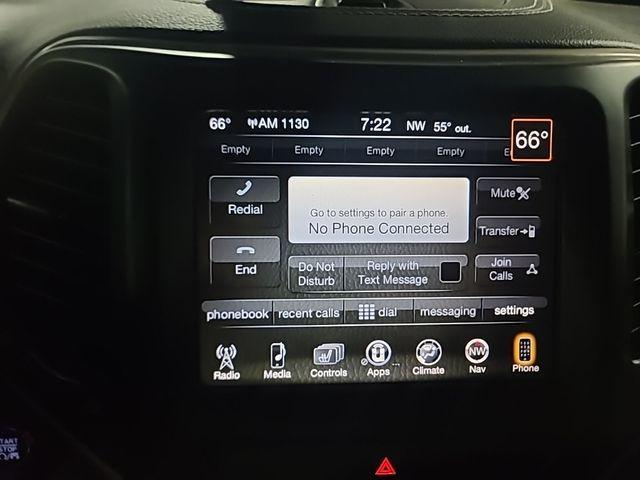 66° AM 1130 7:22 NW 55° out. 66°
Empty Empty Empty Empty E
Redial
Go to settings to pair a phone.
No Phone Connected
Mute
Transfer
End
Do Not
Disturb
Reply with
Text Message
Join
Calls
phonebook recent calls dial messaging settings
NW
Radio Media Controls Apps Climate Nav Phone
START
STOP